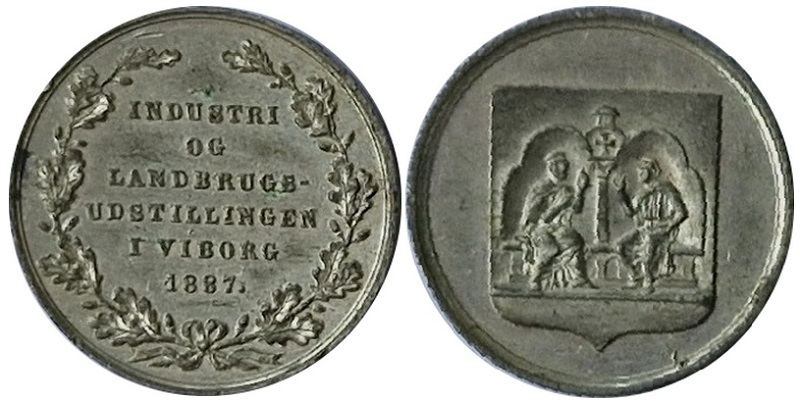 INDUSTRI
OG
LANDBRUGS-
UDSTILLINGEN
I VIBORG
1887.